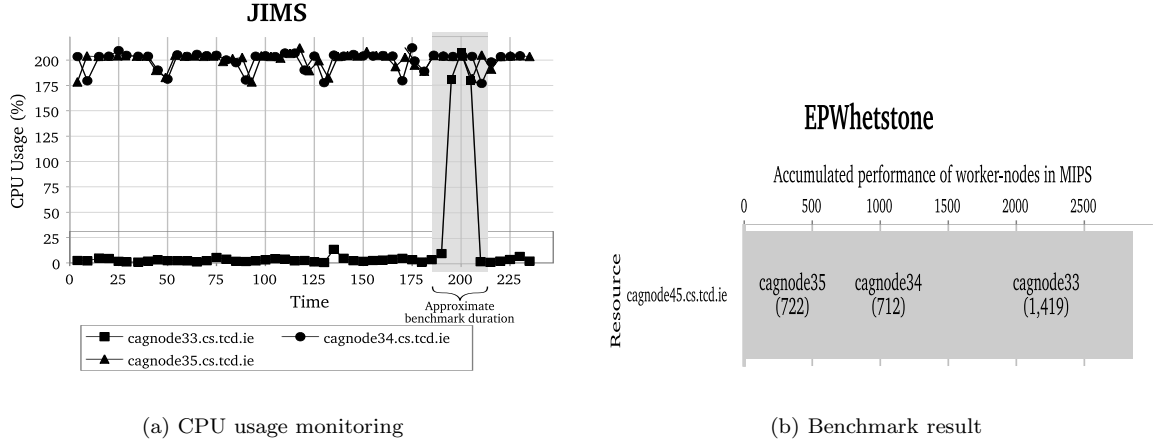 JIMS
CPU Usage (%)
200
175
150
125
100
75
50
25
0
0 25 50 75 100 125 150 175 200 225
Time
Approximate
benchmark duration
cagnode33.cs.tcd.ie
cagnode34.cs.tcd.ie
cagnode35.cs.tcd.ie
(a) CPU usage monitoring
EPWhetstone
Accumulated performance of worker-nodes in MIPS
0 500 1000 1500 2000 2500
Resource
cagnode45.cs.tcd.ie
cagnode35 cagnode34 cagnode33
(722) (712) (1,419)
(b) Benchmark result